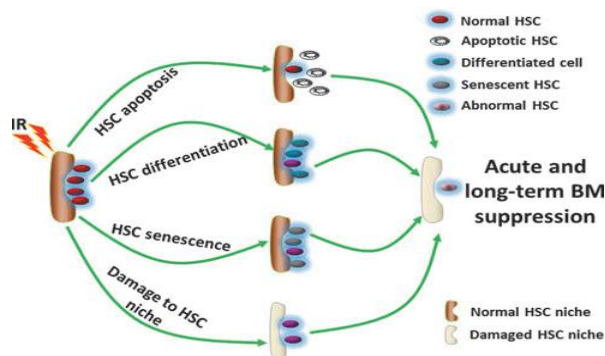 Normal HSC
Apoptotic HSC
Differentiated cell
Senescent HSC
Abnormal HSC
IR
HSC apoptosis
HSC differentiation
HSC senescence
Damage to HSC
niche
Acute and
long-term BM
suppression
Normal HSC niche
Damaged HSC niche